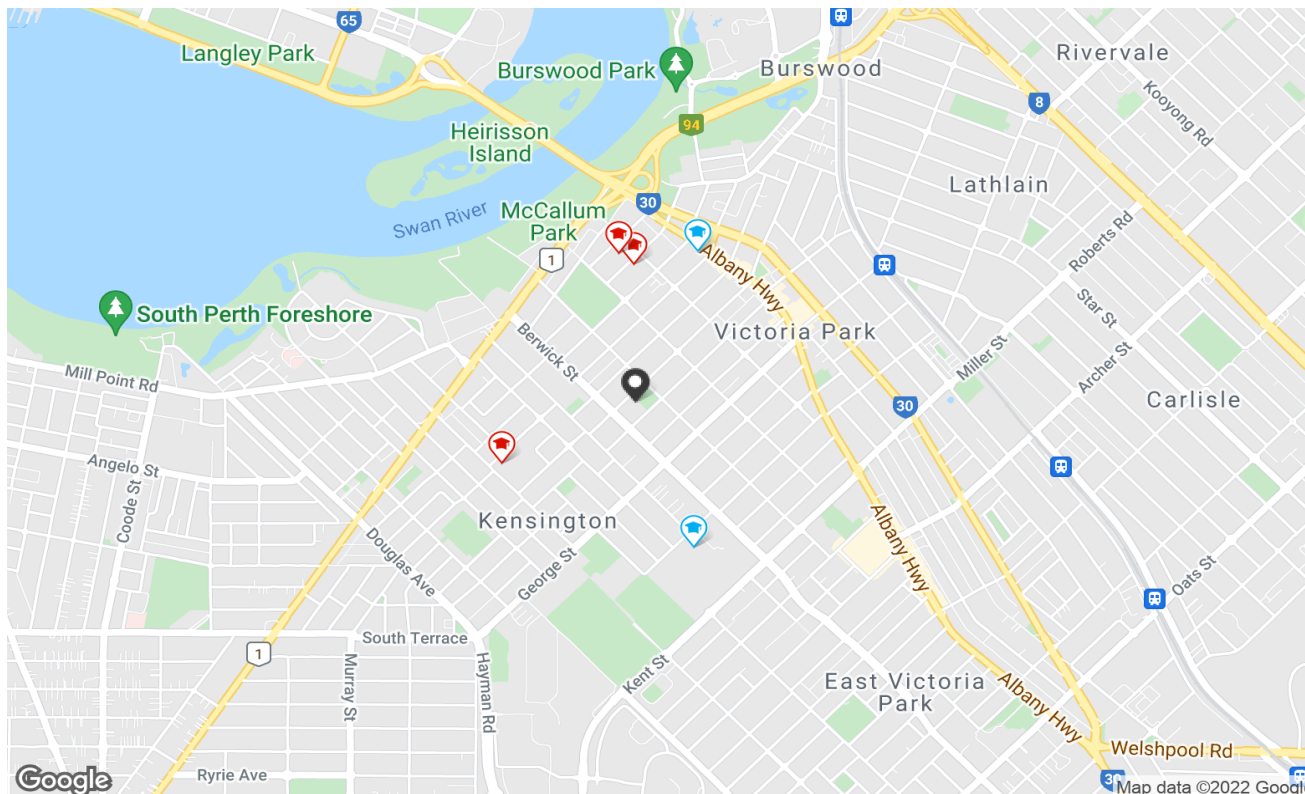 65
Langley Park
Burswood Park
Burswood
Rivervale
Kooyong Rd
8
94
Heirisson
Island
Lathlain
30
McCallum
Park
Swan River
1
Albany Hwy
Roberts Rd
South Perth Foreshore
Star St
Victoria Park
Berwick St
Miller St
Archer St
Mill Point Rd
30
Carlisle
Angelo St
Coode St
Kensington
Albany Hwy
Douglas Ave
George St
Oats St
South Terrace
1
Murray St
Hayman Rd
Kent St
East Victoria
Park
Albany Hwy
Welshpool Rd
Ryrie Ave
Google
Map data ©2022 Google